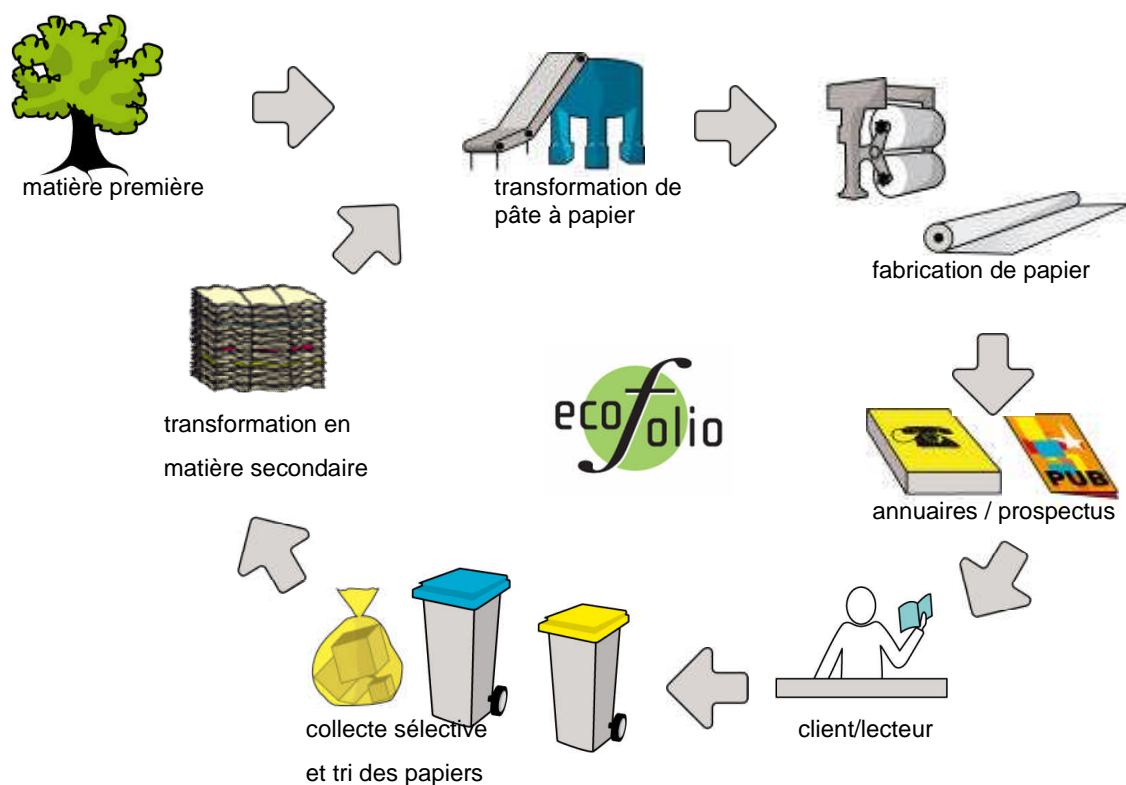 matière première
transformation de
pâte à papier
fabrication de papier
transformation en
matière secondaire
ecofolio
PUB
annuaires / prospectus
collecte sélective
et tri des papiers
client/lecteur